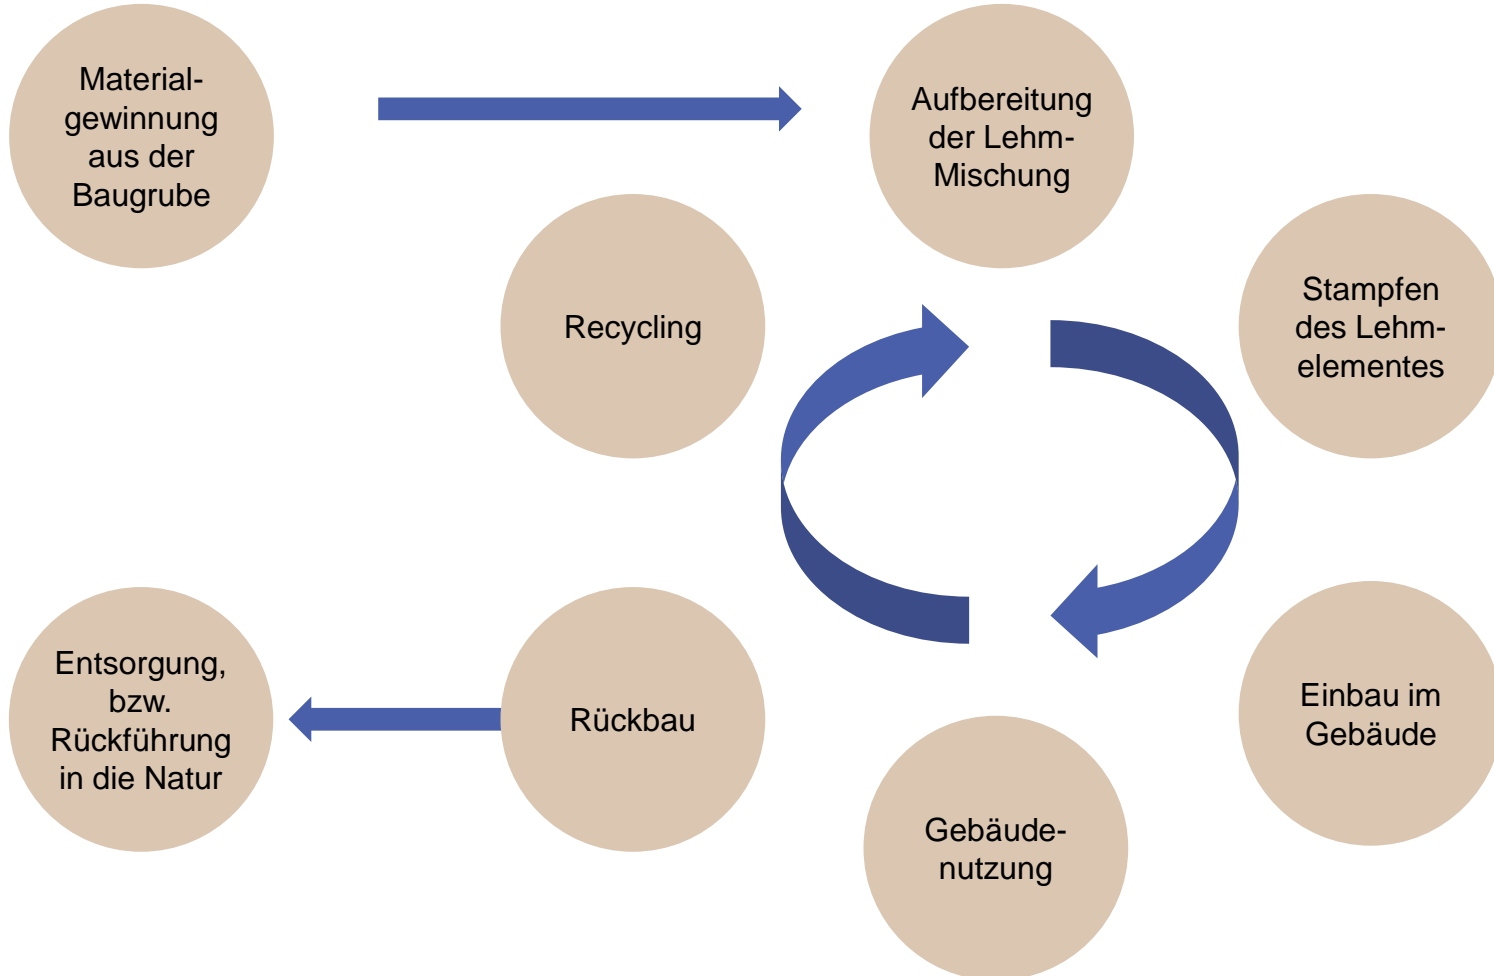 Material-
gewinnung
aus der
Baugrube
Aufbereitung
der Lehm-
Mischung
Recycling
Stampfen
des Lehm-
elementes
Entsorgung,
bzw.
Rückführung
in die Natur
Rückbau
Einbau im
Gebäude
Gebäude-
nutzung